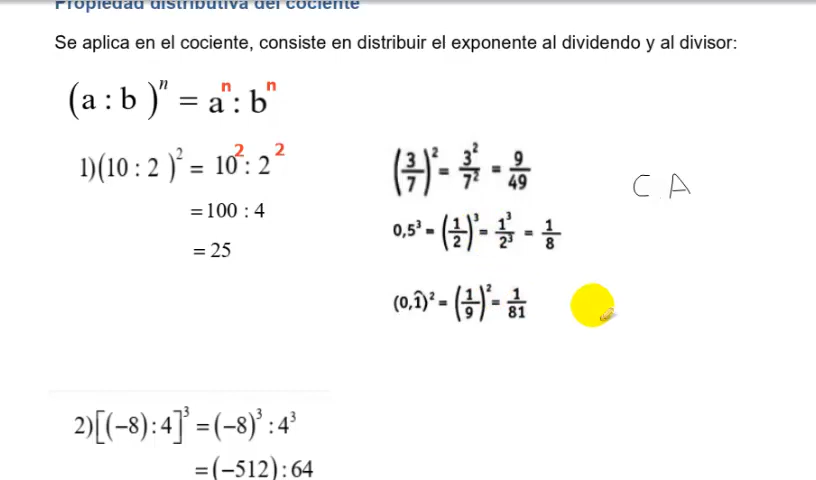 Propiedad distributiva del cociente
Se aplica en el cociente, consiste en distribuir el exponente al dividendo y al divisor:
(a : b)ⁿ = aⁿ : bⁿ
1)(10 : 2)² = 10² : 2²
= 100 : 4
= 25
(3/7)² = 3²/7² = 9/49
0,5³ = (1/2)³ = 1³/2³ = 1/8
(0,1̂)² = (1/9)² = 1/81
C.A
2)[(−8) : 4]³ = (−8)³ : 4³
= (−512) : 64